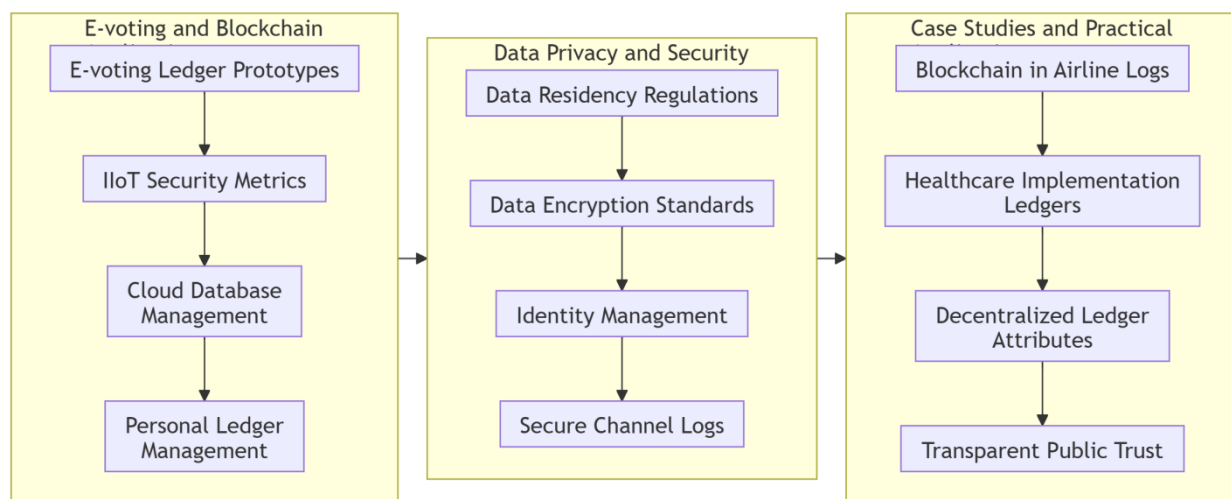 E-voting and Blockchain
E-voting Ledger Prototypes
IIoT Security Metrics
Cloud Database
Management
Personal Ledger
Management
Data Privacy and Security
Data Residency Regulations
Data Encryption Standards
Identity Management
Secure Channel Logs
Case Studies and Practical
Blockchain in Airline Logs
Healthcare Implementation
Ledgers
Decentralized Ledger
Attributes
Transparent Public Trust